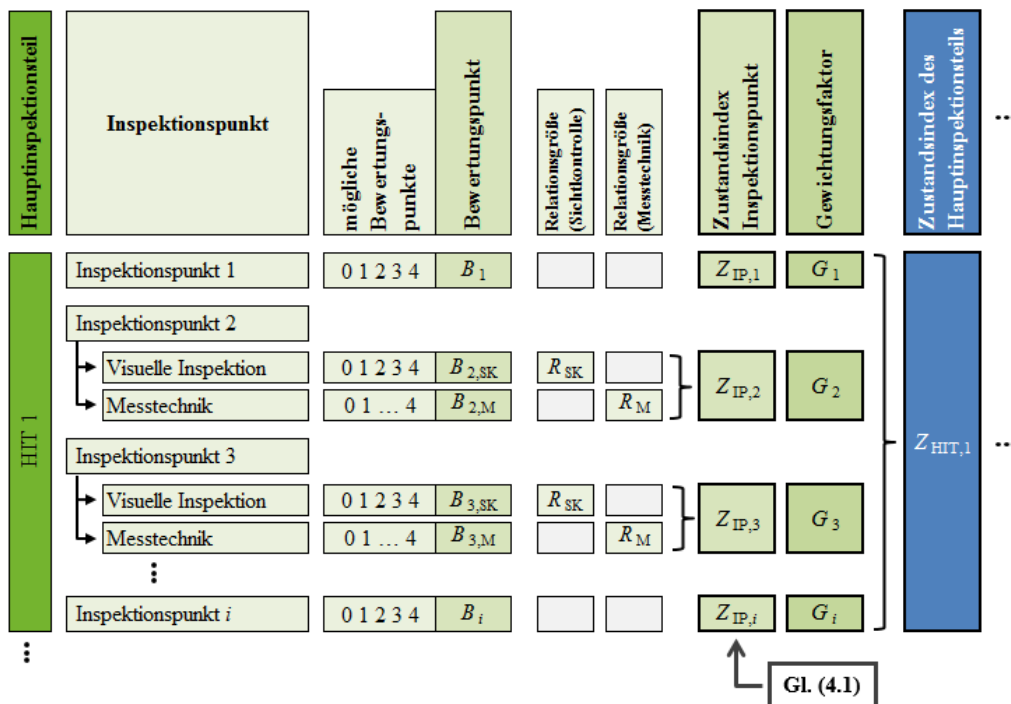 Hauptinspektionsteil
Inspektionspunkt
mögliche
Bewertungs-
punkte
Bewertungspunkt
Relationsgröße
(Sichtkontrolle)
Relationsgröße
(Messtechnik)
Zustandsindex
Inspektionspunkt
Gewichtungsfaktor
Zustandsindex des
Hauptinspektionsteils
...
HIT 1
Inspektionspunkt 1 0 1 2 3 4 B1 ZIP,1 G1
Inspektionspunkt 2
Visuelle Inspektion 0 1 2 3 4 B2,SK RSK
ZIP,2 G2
Messtechnik 0 1 ... 4 B2,M RM
Inspektionspunkt 3
ZHIT,1 ...
Visuelle Inspektion 0 1 2 3 4 B3,SK RSK
ZIP,3 G3
Messtechnik 0 1 ... 4 B3,M RM
...
Inspektionspunkt i 0 1 2 3 4 Bi ZIP,i Gi
...
Gl. (4.1)